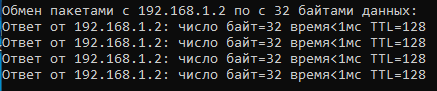 Обмен пакетами с 192.168.1.2 по с 32 байтами данных:
Ответ от 192.168.1.2: число байт=32 время<1мс TTL=128
Ответ от 192.168.1.2: число байт=32 время<1мс TTL=128
Ответ от 192.168.1.2: число байт=32 время<1мс TTL=128
Ответ от 192.168.1.2: число байт=32 время<1мс TTL=128